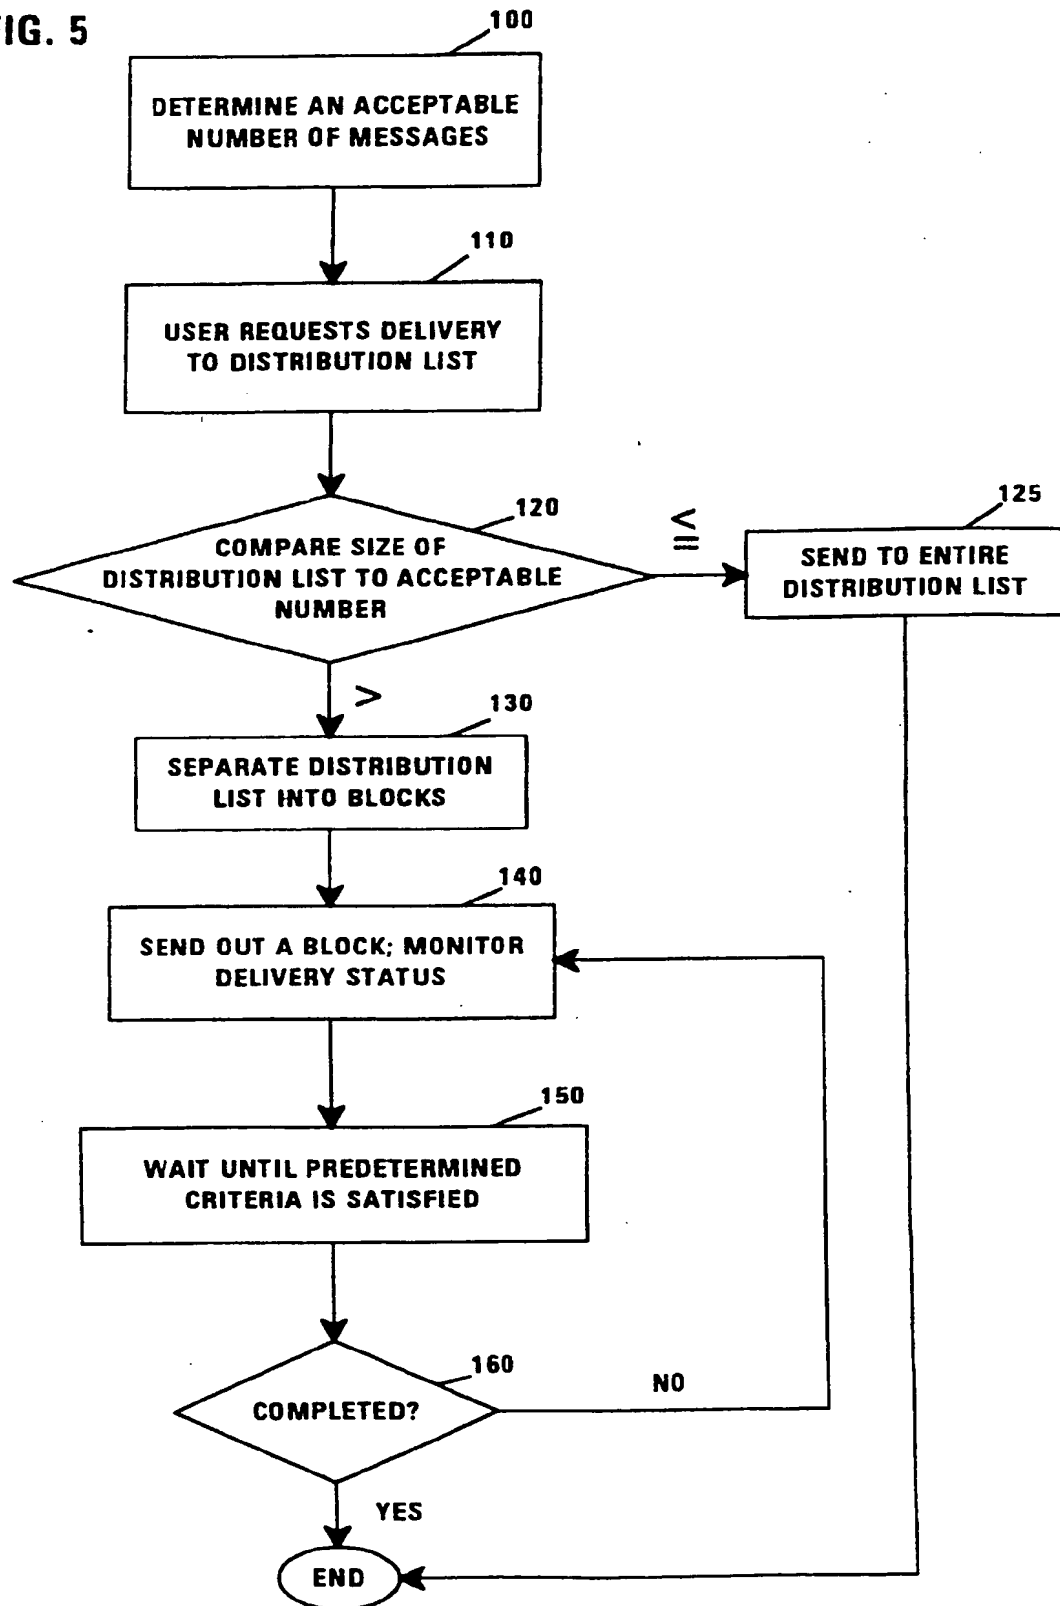 FIG. 5
100
DETERMINE AN ACCEPTABLE
NUMBER OF MESSAGES
110
USER REQUESTS DELIVERY
TO DISTRIBUTION LIST
120
COMPARE SIZE OF
DISTRIBUTION LIST TO ACCEPTABLE
NUMBER
≦
125
SEND TO ENTIRE
DISTRIBUTION LIST
>
130
SEPARATE DISTRIBUTION
LIST INTO BLOCKS
140
SEND OUT A BLOCK; MONITOR
DELIVERY STATUS
150
WAIT UNTIL PREDETERMINED
CRITERIA IS SATISFIED
160
COMPLETED?
NO
YES
END